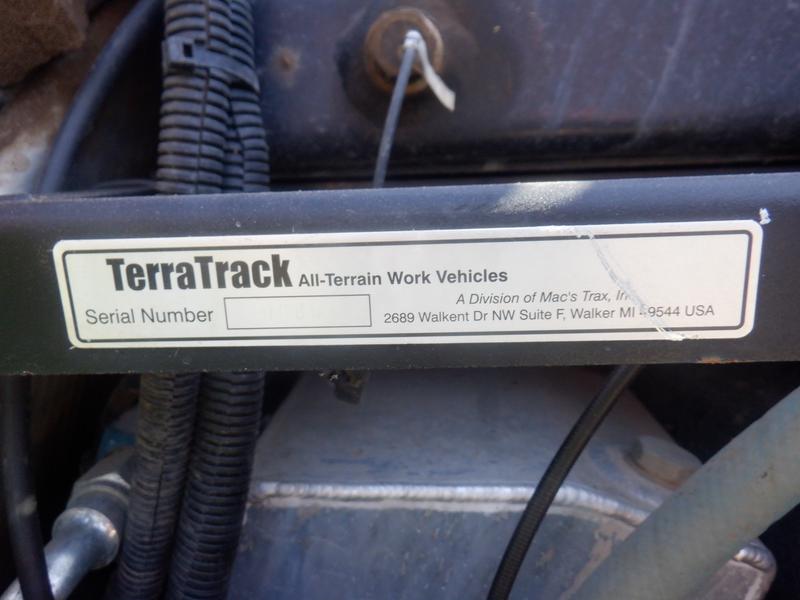 TerraTrack All-Terrain Work Vehicles
A Division of Mac's Trax,
Serial Number
2689 Walkent Dr NW Suite F, Walker MI 49544 USA